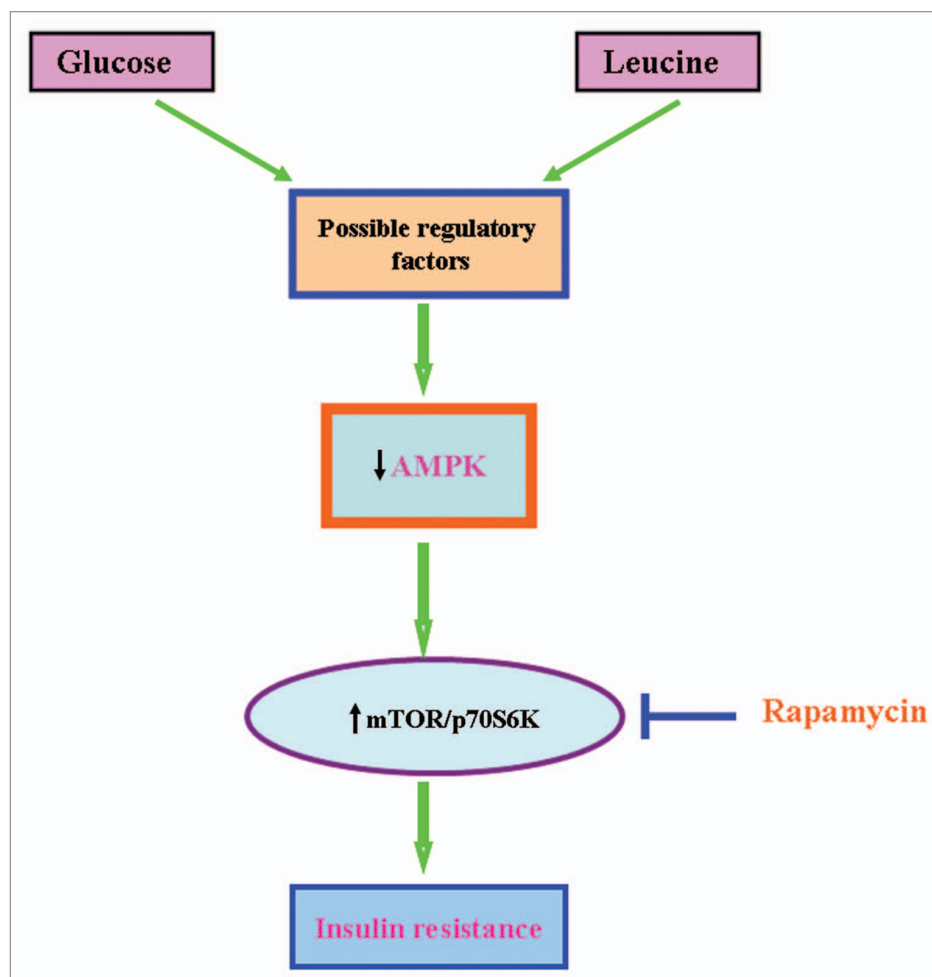 Glucose
Leucine
Possible regulatory
factors
↓ AMPK
↑ mTOR/p70S6K
Rapamycin
Insulin resistance